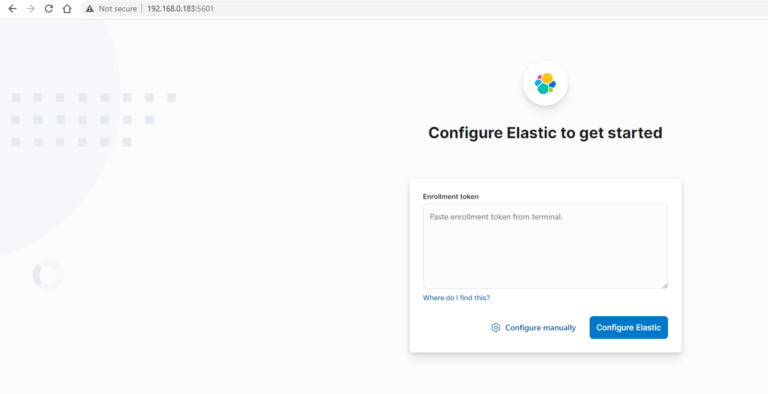 Not secure | 192.168.0.183:5601
Configure Elastic to get started
Enrollment token
Paste enrollment token from terminal.
Where do I find this?
Configure manually
Configure Elastic